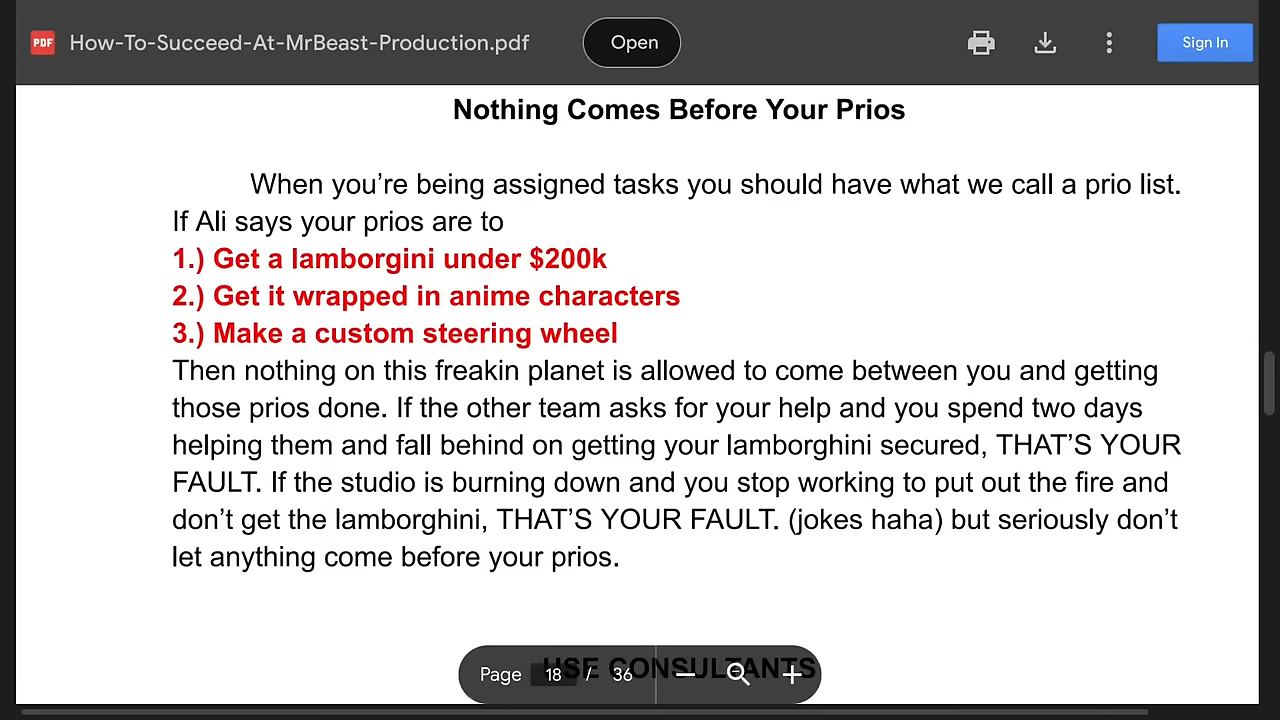 PDF How-To-Succeed-At-MrBeast-Production.pdf Open Sign In
Nothing Comes Before Your Prios
When you’re being assigned tasks you should have what we call a prio list.
If Ali says your prios are to
1.) Get a lamborgini under $200k
2.) Get it wrapped in anime characters
3.) Make a custom steering wheel
Then nothing on this freakin planet is allowed to come between you and getting
those prios done. If the other team asks for your help and you spend two days
helping them and fall behind on getting your lamborghini secured, THAT’S YOUR
FAULT. If the studio is burning down and you stop working to put out the fire and
don’t get the lamborghini, THAT’S YOUR FAULT. (jokes haha) but seriously don’t
let anything come before your prios.
USE CONSULTANTS
Page 18 / 36